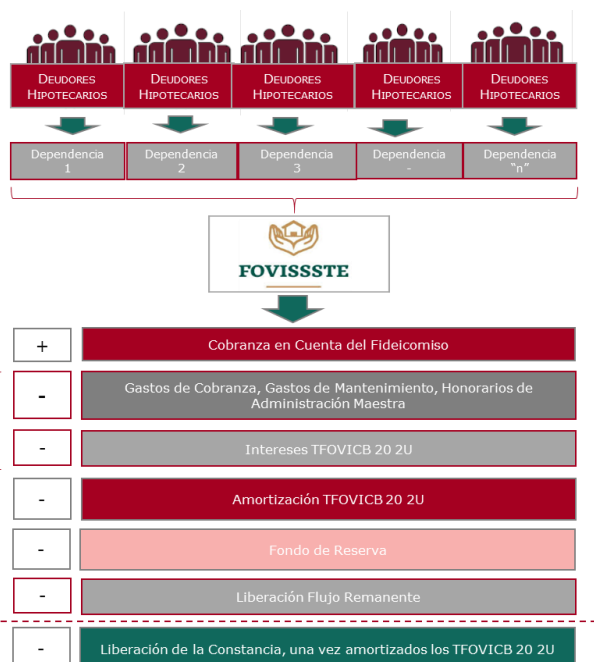 DEUDORES HIPOTECARIOS
DEUDORES HIPOTECARIOS
DEUDORES HIPOTECARIOS
DEUDORES HIPOTECARIOS
DEUDORES HIPOTECARIOS
Dependencia 1
Dependencia 2
Dependencia 3
Dependencia -
Dependencia "n"
FOVISSSTE
+ Cobranza en Cuenta del Fideicomiso
- Gastos de Cobranza, Gastos de Mantenimiento, Honorarios de
Administración Maestra
- Intereses TFOVICB 20 2U
- Amortización TFOVICB 20 2U
- Fondo de Reserva
- Liberación Flujo Remanente
- Liberación de la Constancia, una vez amortizados los TFOVICB 20 2U